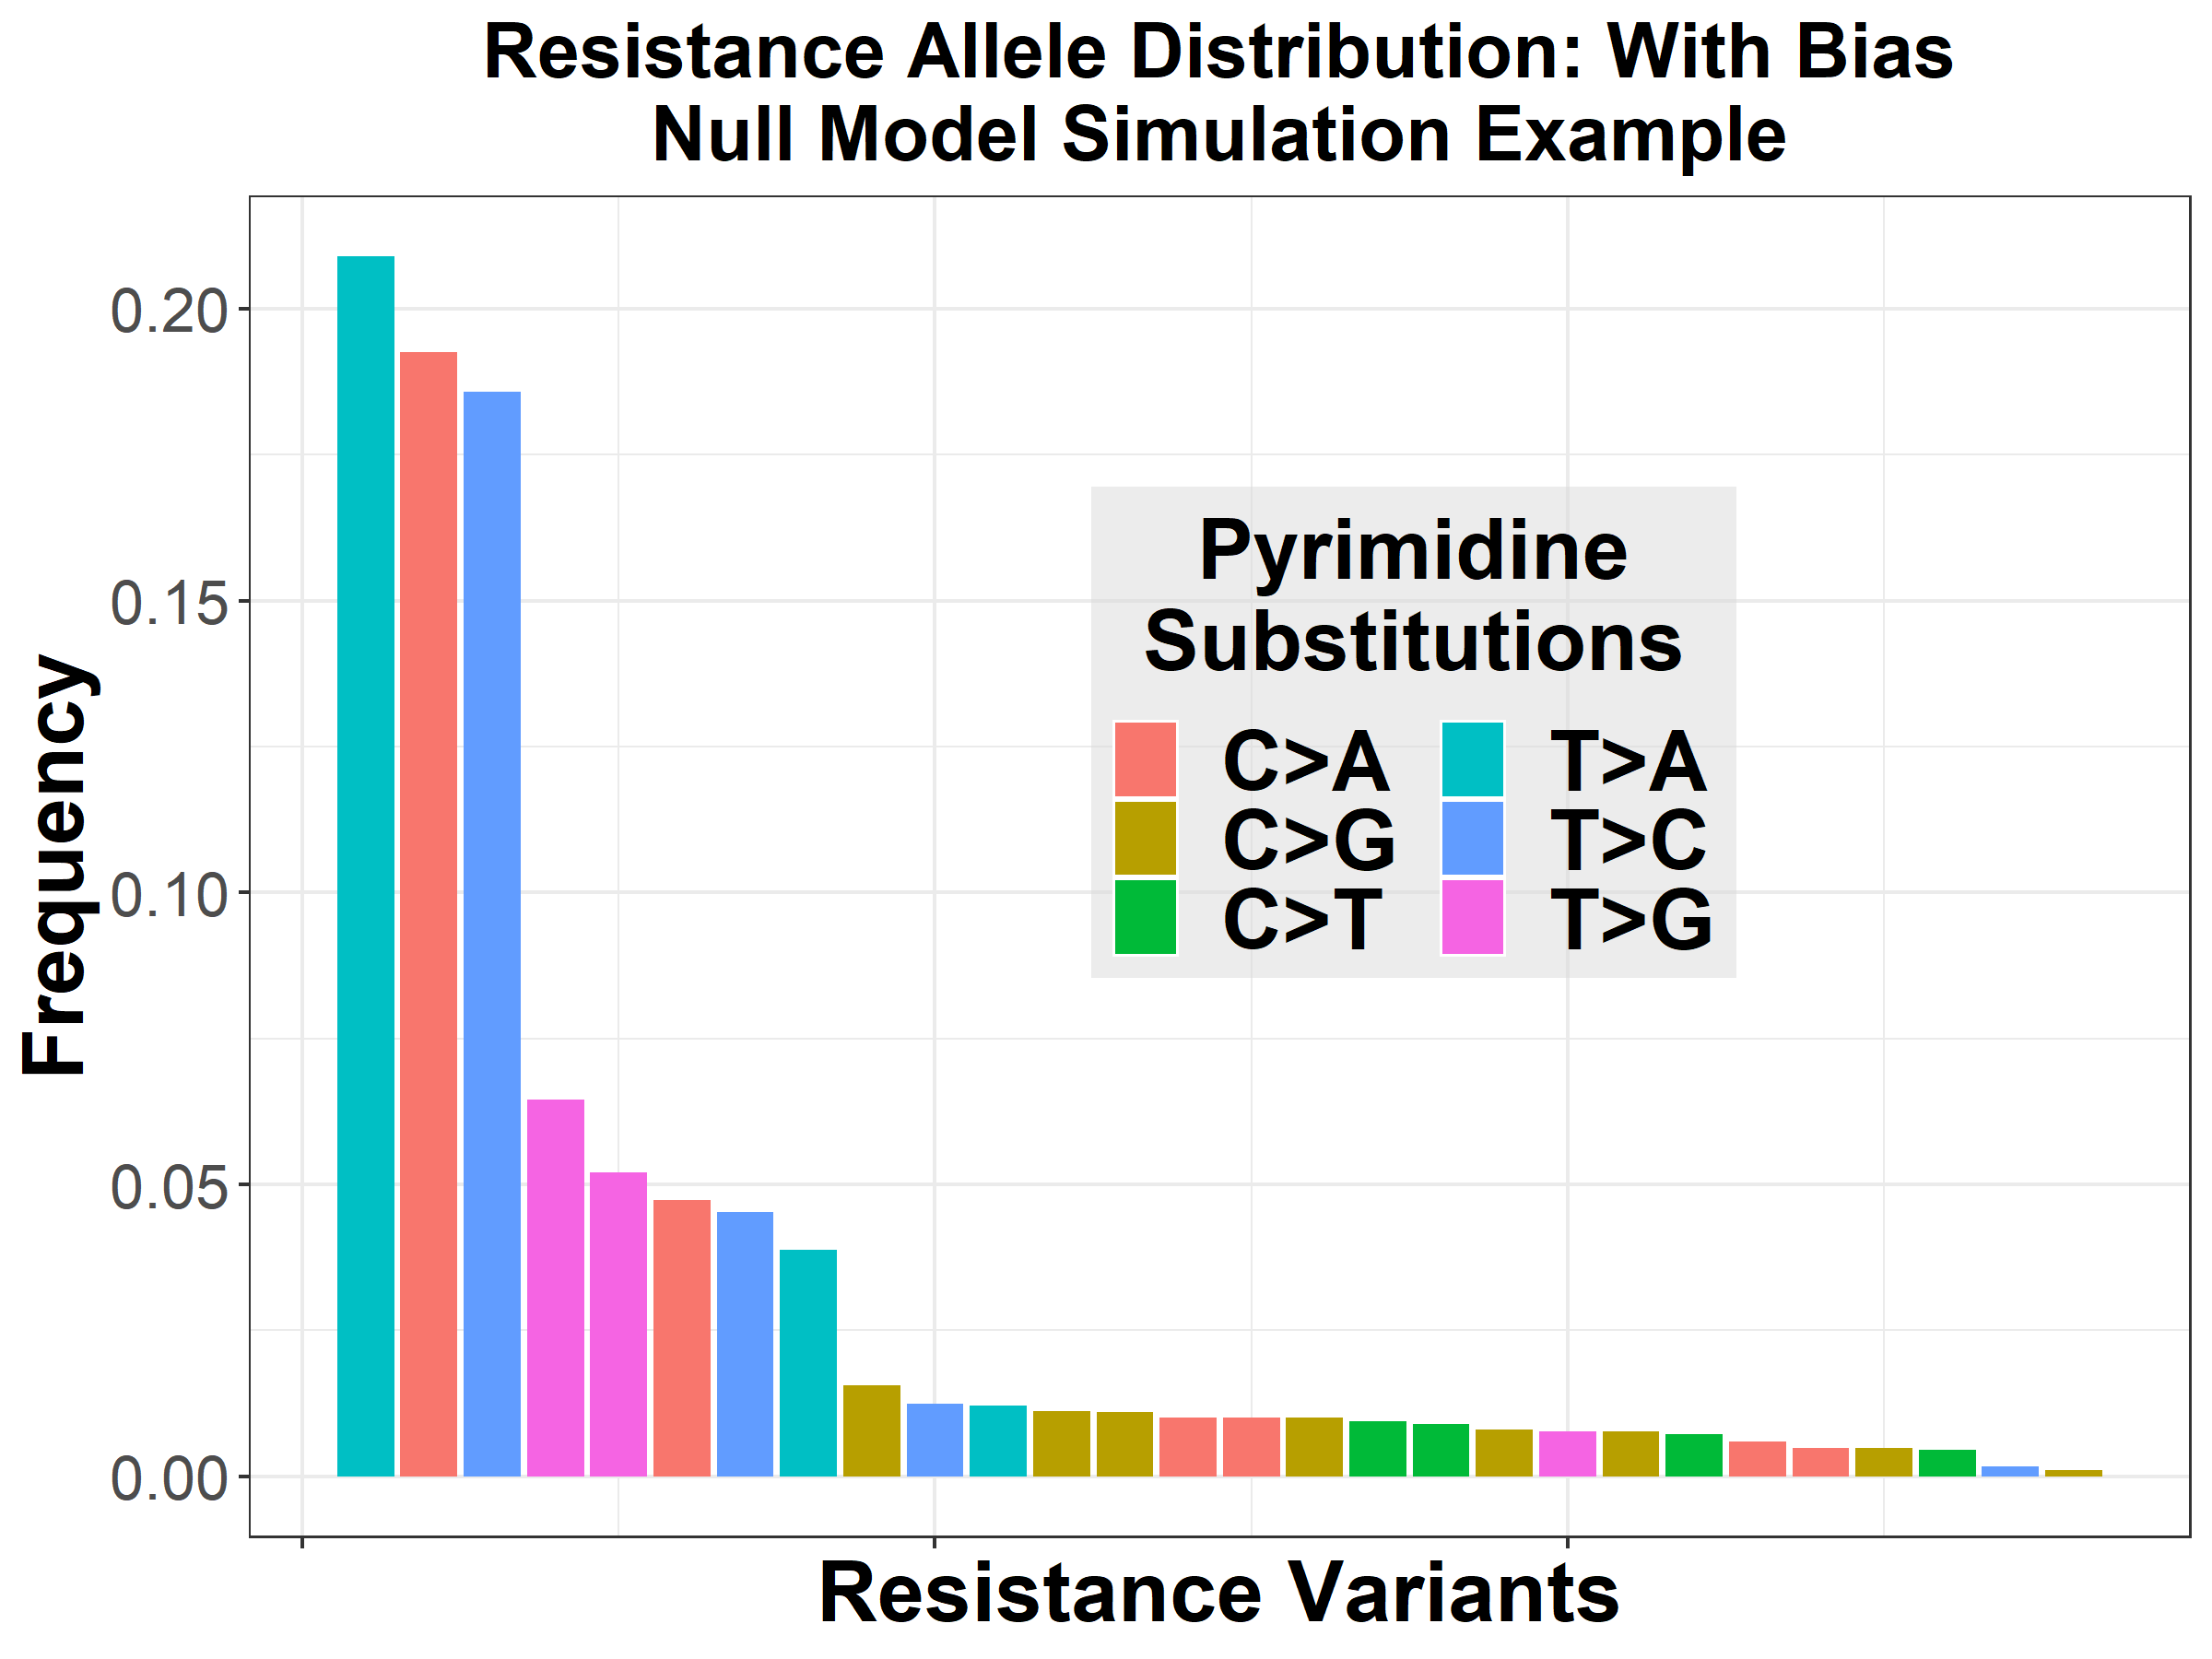 Resistance Allele Distribution: With Bias
Null Model Simulation Example
Frequency
0.20
0.15
0.10
0.05
0.00
Pyrimidine
Substitutions
C>A T>A
C>G T>C
C>T T>G
Resistance Variants